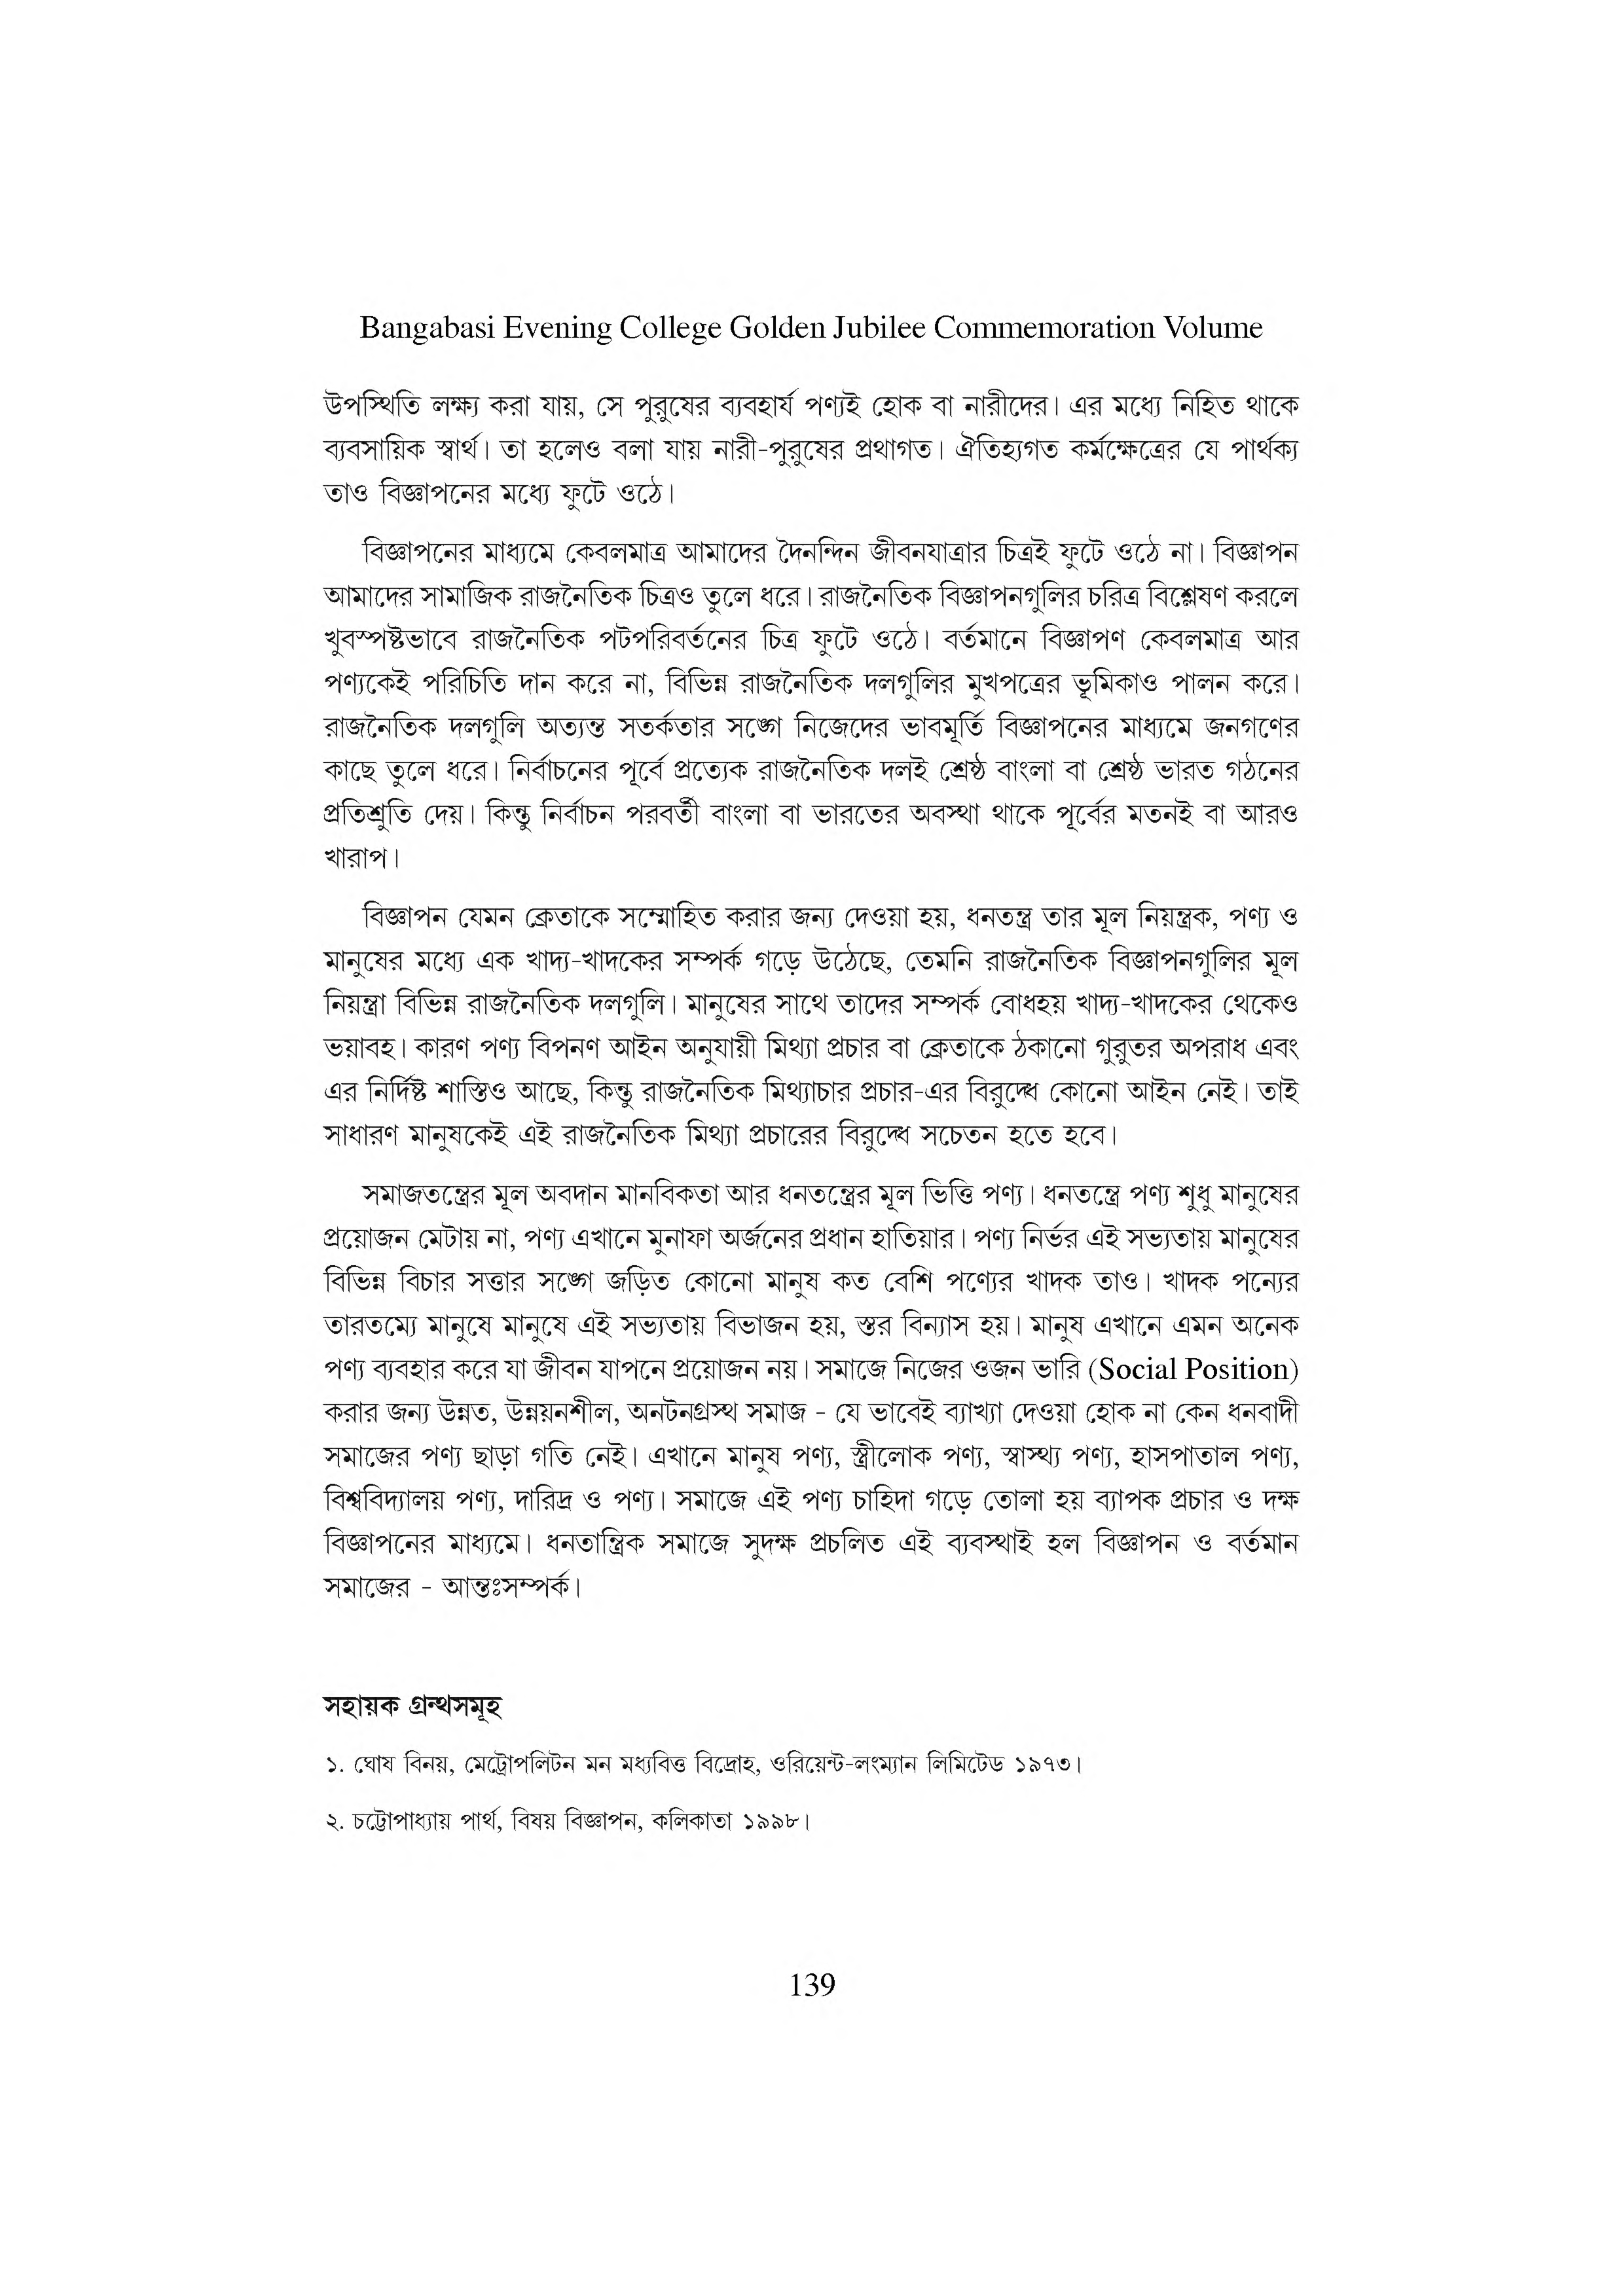 Bangabasi Evening College Golden Jubilee Commemoration Volume
উপস্থিতি লক্ষ্য করা যায়, সে পুরুষের ব্যবহার্য পণ্যই হোক বা নারীদের। এর মধ্যে নিহিত থাকে
ব্যবসায়িক স্বার্থ। তা হলেও বলা যায় নারী-পুরুষের প্রথাগত। ঐতিহ্যগত কর্মক্ষেত্রের যে পার্থক্য
তাও বিজ্ঞাপনের মধ্যে ফুটে ওঠে।
বিজ্ঞাপনের মাধ্যমে কেবলমাত্র আমাদের দৈনন্দিন জীবনযাত্রার চিত্রই ফুটে ওঠে না। বিজ্ঞাপন
আমাদের সামাজিক রাজনৈতিক চিত্রও তুলে ধরে। রাজনৈতিক বিজ্ঞাপনগুলির চরিত্র বিশ্লেষণ করলে
খুবস্পষ্টভাবে রাজনৈতিক পটপরিবর্তনের চিত্র ফুটে ওঠে। বর্তমানে বিজ্ঞাপণ কেবলমাত্র আর
পণ্যকেই পরিচিতি দান করে না, বিভিন্ন রাজনৈতিক দলগুলির মুখপত্রের ভূমিকাও পালন করে।
রাজনৈতিক দলগুলি অত্যন্ত সতর্কতার সঙ্গে নিজেদের ভাবমূর্তি বিজ্ঞাপনের মাধ্যমে জনগণের
কাছে তুলে ধরে। নির্বাচনের পূর্বে প্রত্যেক রাজনৈতিক দলই শ্রেষ্ঠ বাংলা বা শ্রেষ্ঠ ভারত গঠনের
প্রতিশ্রুতি দেয়। কিন্তু নির্বাচন পরবর্তী বাংলা বা ভারতের অবস্থা থাকে পূর্বের মতনই বা আরও
খারাপ।
বিজ্ঞাপন যেমন ক্রেতাকে সম্মোহিত করার জন্য দেওয়া হয়, ধনতন্ত্র তার মূল নিয়ন্ত্রক, পণ্য ও
মানুষের মধ্যে এক খাদ্য-খাদকের সম্পর্ক গড়ে উঠেছে, তেমনি রাজনৈতিক বিজ্ঞাপনগুলির মূল
নিয়ন্ত্রা বিভিন্ন রাজনৈতিক দলগুলি। মানুষের সাথে তাদের সম্পর্ক বোধহয় খাদ্য-খাদকের থেকেও
ভয়াবহ। কারণ পণ্য বিপনণ আইন অনুযায়ী মিথ্যা প্রচার বা ক্রেতাকে ঠকানো গুরুতর অপরাধ এবং
এর নির্দিষ্ট শাস্তিও আছে, কিন্তু রাজনৈতিক মিথ্যাচার প্রচার-এর বিরুদ্ধে কোনো আইন নেই। তাই
সাধারণ মানুষকেই এই রাজনৈতিক মিথ্যা প্রচারের বিরুদ্ধে সচেতন হতে হবে।
সমাজতন্ত্রের মূল অবদান মানবিকতা আর ধনতন্ত্রের মূল ভিত্তি পণ্য। ধনতন্ত্রে পণ্য শুধু মানুষের
প্রয়োজন মেটায় না, পণ্য এখানে মুনাফা অর্জনের প্রধান হাতিয়ার। পণ্য নির্ভর এই সভ্যতায় মানুষের
বিভিন্ন বিচার সত্তার সঙ্গে জড়িত কোনো মানুষ কত বেশি পণ্যের খাদক তাও। খাদক পন্যের
তারতম্যে মানুষে মানুষে এই সভ্যতায় বিভাজন হয়, স্তর বিন্যাস হয়। মানুষ এখানে এমন অনেক
পণ্য ব্যবহার করে যা জীবন যাপনে প্রয়োজন নয়। সমাজে নিজের ওজন ভারি (Social Position)
করার জন্য উন্নত, উন্নয়নশীল, অনটনগ্রস্থ সমাজ - যে ভাবেই ব্যাখ্যা দেওয়া হোক না কেন ধনবাদী
সমাজের পণ্য ছাড়া গতি নেই। এখানে মানুষ পণ্য, স্ত্রীলোক পণ্য, স্বাস্থ্য পণ্য, হাসপাতাল পণ্য,
বিশ্ববিদ্যালয় পণ্য, দারিদ্র ও পণ্য। সমাজে এই পণ্য চাহিদা গড়ে তোলা হয় ব্যাপক প্রচার ও দক্ষ
বিজ্ঞাপনের মাধ্যমে। ধনতান্ত্রিক সমাজে সুদক্ষ প্রচলিত এই ব্যবস্থাই হল বিজ্ঞাপন ও বর্তমান
সমাজের - আন্তঃসম্পর্ক।
সহায়ক গ্রন্থসমূহ
১. ঘোষ বিনয়, মেট্রোপলিটন মন মধ্যবিত্ত বিদ্রোহ, ওরিয়েন্ট-লংম্যান লিমিটেড ১৯৭৩।
২. চট্টোপাধ্যায় পার্থ, বিষয় বিজ্ঞাপন, কলিকাতা ১৯৯৮।
139